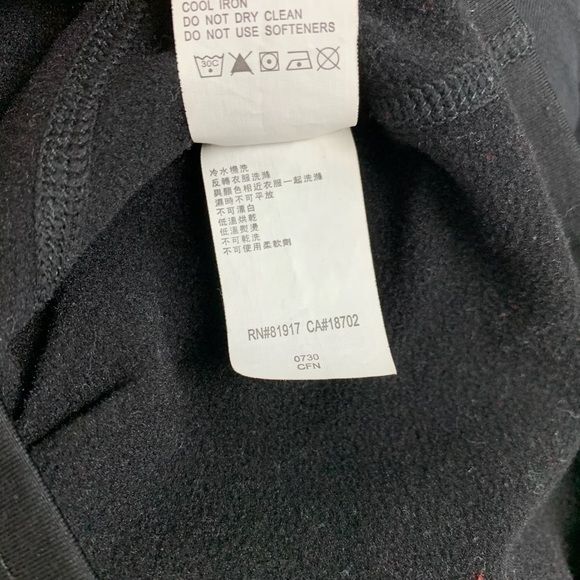 COOL IRON
DO NOT DRY CLEAN
DO NOT USE SOFTENERS
30C
冷水機洗
反轉衣服洗滌
與顏色相近衣服一起洗滌
濕時不可平放
不可漂白
低溫烘乾
低溫熨燙
不可乾洗
不可使用柔軟劑
RN#81917 CA#18702
0730
CFN